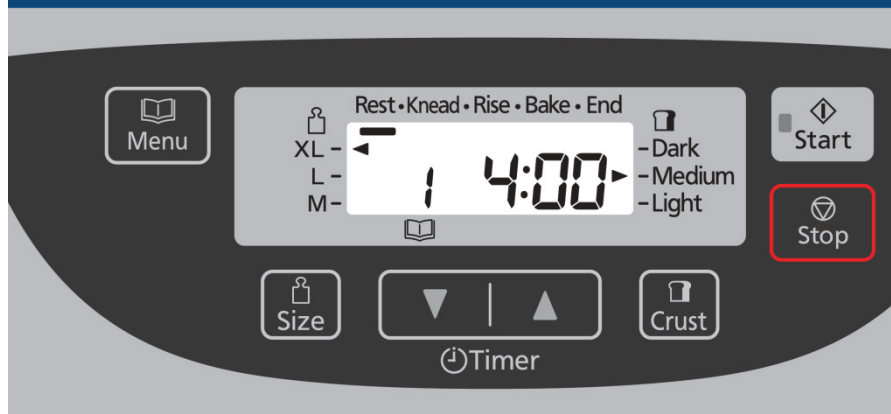 Menu
Rest • Knead • Rise • Bake • End
XL -
L -
M -
1 4:00
- Dark
- Medium
- Light
Start
Stop
Size
Timer
Crust